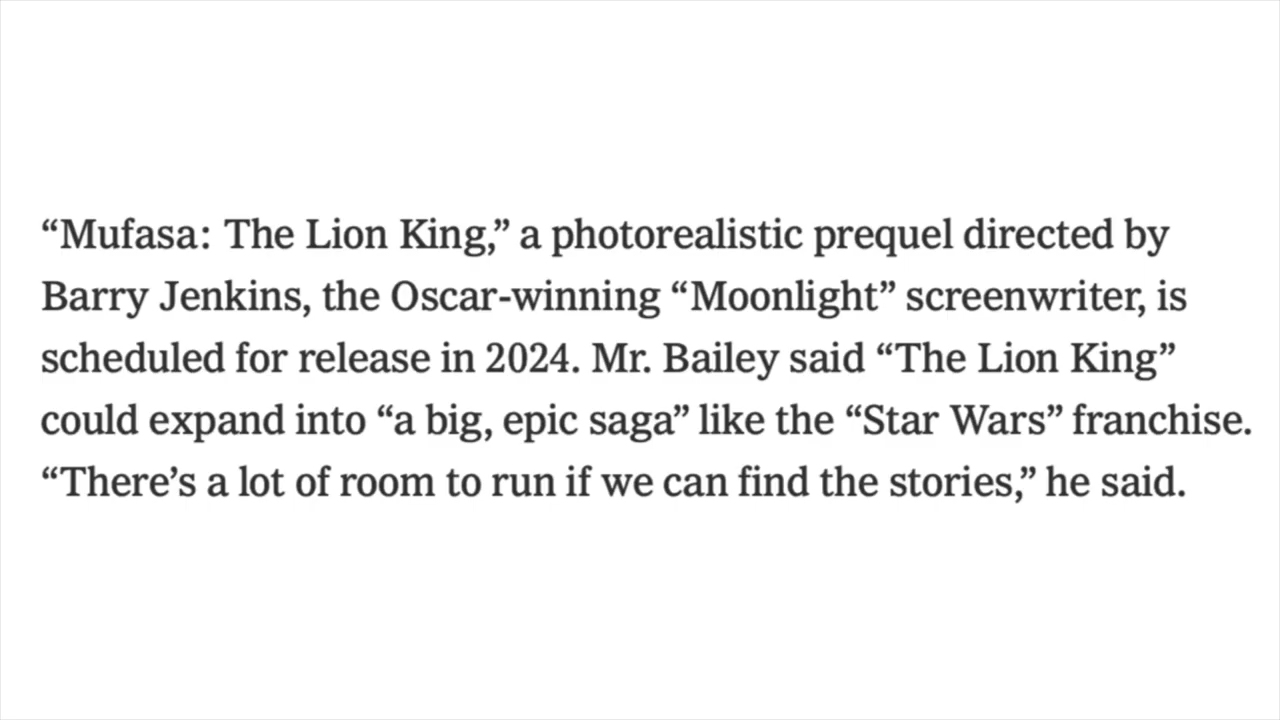 “Mufasa: The Lion King,” a photorealistic prequel directed by
Barry Jenkins, the Oscar-winning “Moonlight” screenwriter, is
scheduled for release in 2024. Mr. Bailey said “The Lion King”
could expand into “a big, epic saga” like the “Star Wars” franchise.
“There’s a lot of room to run if we can find the stories,” he said.